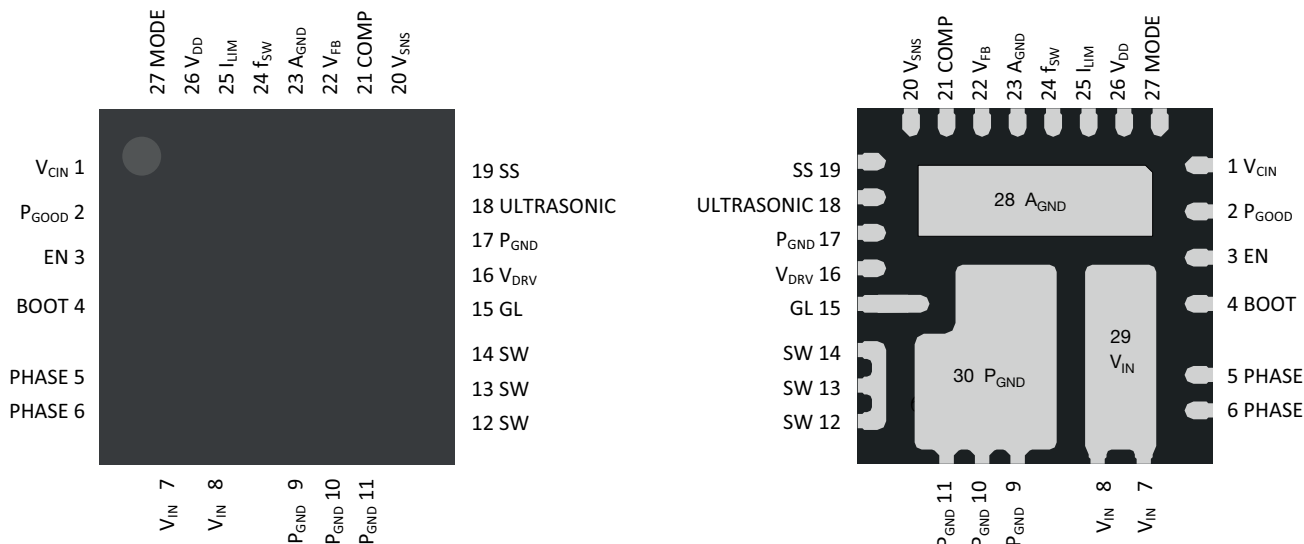 27 MODE
26 VDD
25 ILIM
24 fSW
23 AGND
22 VFB
21 COMP
20 VSNS
VCIN 1
PGOOD 2
EN 3
BOOT 4
PHASE 5
PHASE 6
19 SS
18 ULTRASONIC
17 PGND
16 VDRV
15 GL
14 SW
13 SW
12 SW
VIN 7
VIN 8
PGND 9
PGND 10
PGND 11
20 VSNS
21 COMP
22 VFB
23 AGND
24 fSW
25 ILIM
26 VDD
27 MODE
SS 19
ULTRASONIC 18
PGND 17
VDRV 16
GL 15
SW 14
SW 13
SW 12
28 AGND
29
VIN
30 PGND
1 VCIN
2 PGOOD
3 EN
4 BOOT
5 PHASE
6 PHASE
PGND 11
PGND 10
PGND 9
VIN 8
VIN 7